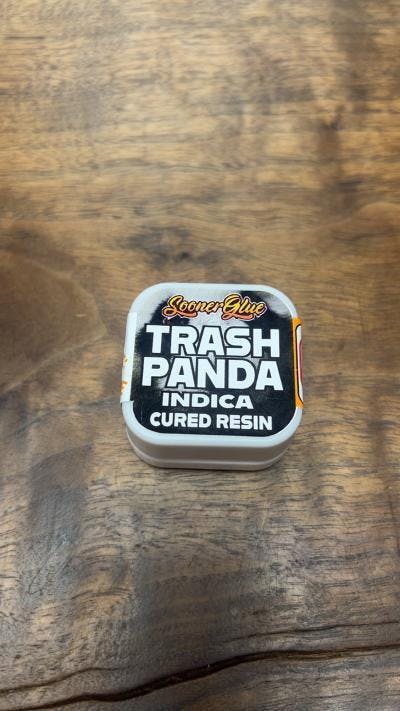 SoonerGlue
TRASH
PANDA
INDICA
CURED RESIN